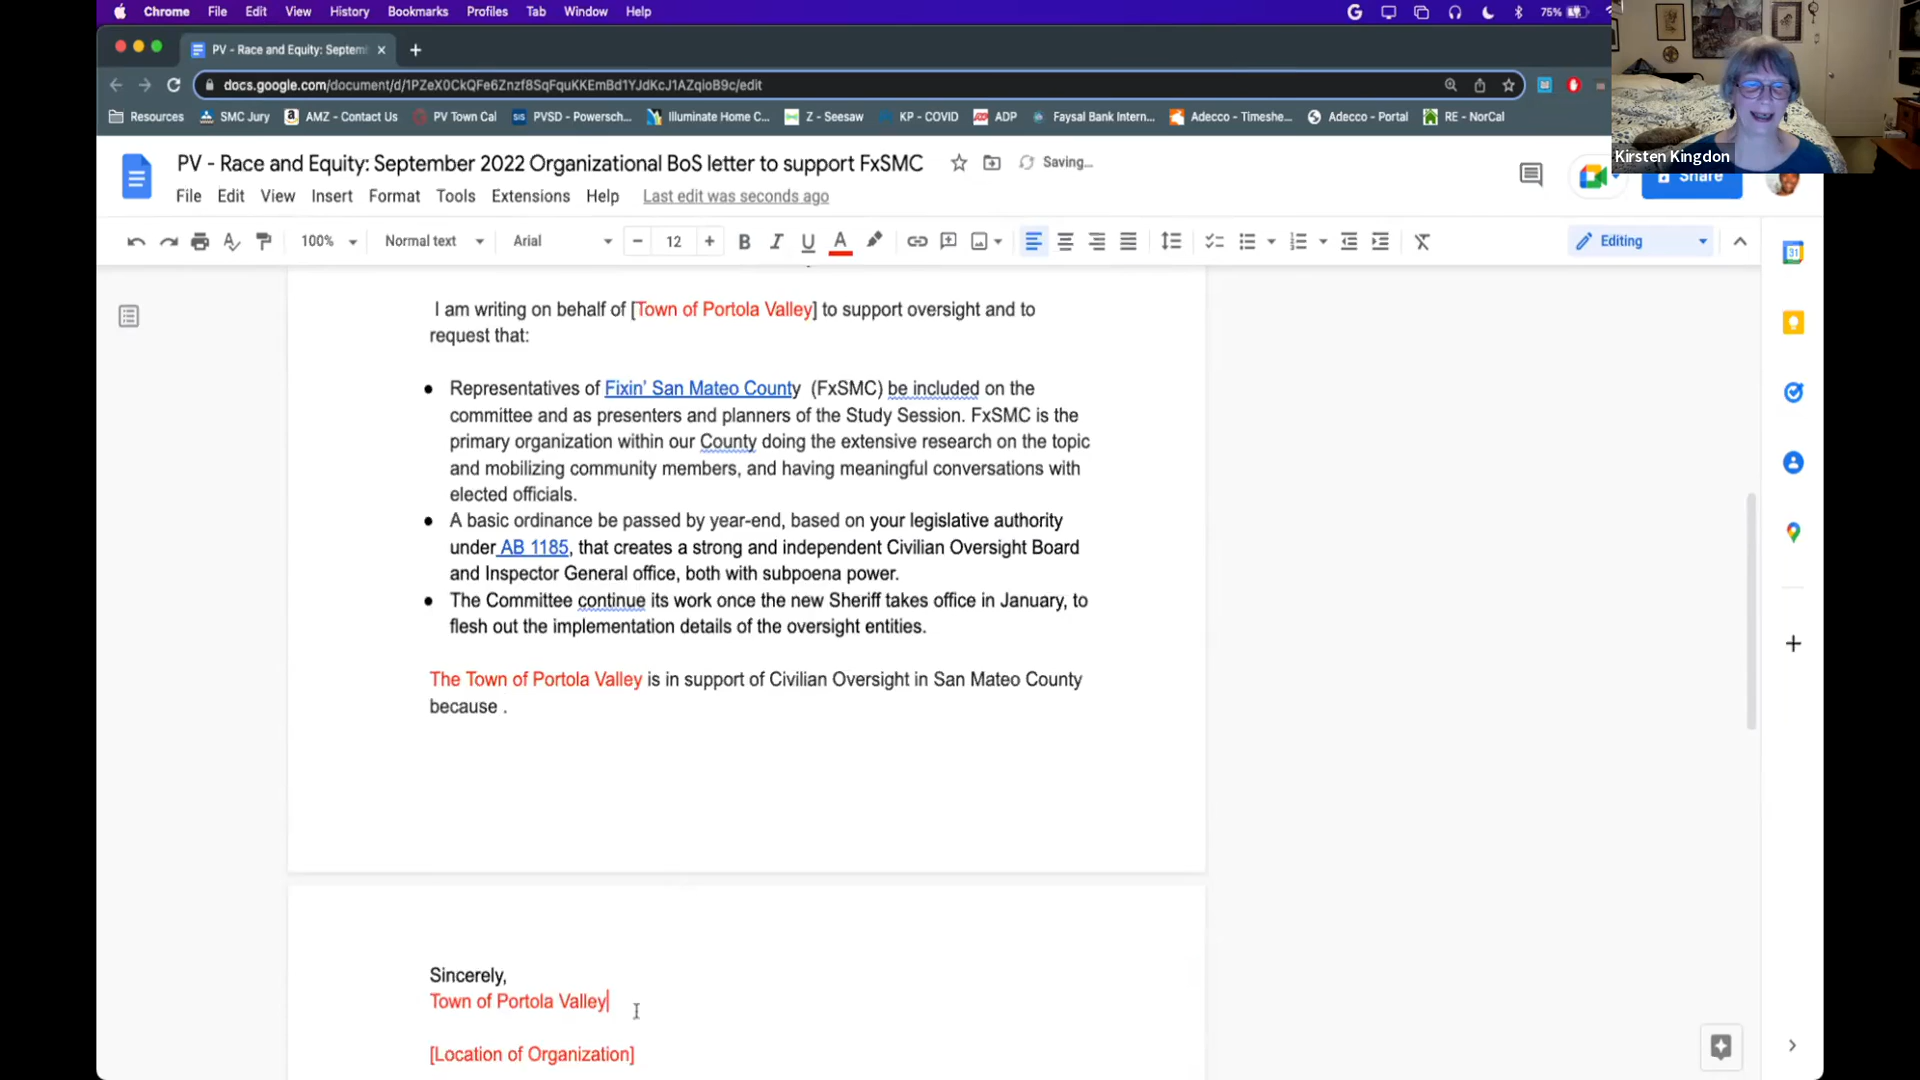 Chrome File Edit View History Bookmarks Profiles Tab Window Help 75%
PV - Race and Equity: Septem
docs.google.com/document/d/1PZeX0CkQFe6Znzf8SqFquKKEmBd1YJdKcJ1AZqioB9c/edit
Resources SMC Jury AMZ - Contact Us PV Town Cal PVSD - Powersch... Illuminate Home C... Z - Seesaw KP - COVID ADP Faysal Bank Intern... Adecco - Timeshe... Adecco - Portal RE - NorCal
Kirsten Kingdon
PV - Race and Equity: September 2022 Organizational BoS letter to support FxSMC Saving...
Share
File Edit View Insert Format Tools Extensions Help Last edit was seconds ago
100% Normal text Arial 12 Editing
I am writing on behalf of [Town of Portola Valley] to support oversight and to
request that:
● Representatives of Fixin' San Mateo County (FxSMC) be included on the
committee and as presenters and planners of the Study Session. FxSMC is the
primary organization within our County doing the extensive research on the topic
and mobilizing community members, and having meaningful conversations with
elected officials.
● A basic ordinance be passed by year-end, based on your legislative authority
under AB 1185, that creates a strong and independent Civilian Oversight Board
and Inspector General office, both with subpoena power.
● The Committee continue its work once the new Sheriff takes office in January, to
flesh out the implementation details of the oversight entities.
The Town of Portola Valley is in support of Civilian Oversight in San Mateo County
because .
Sincerely,
Town of Portola Valley
[Location of Organization]